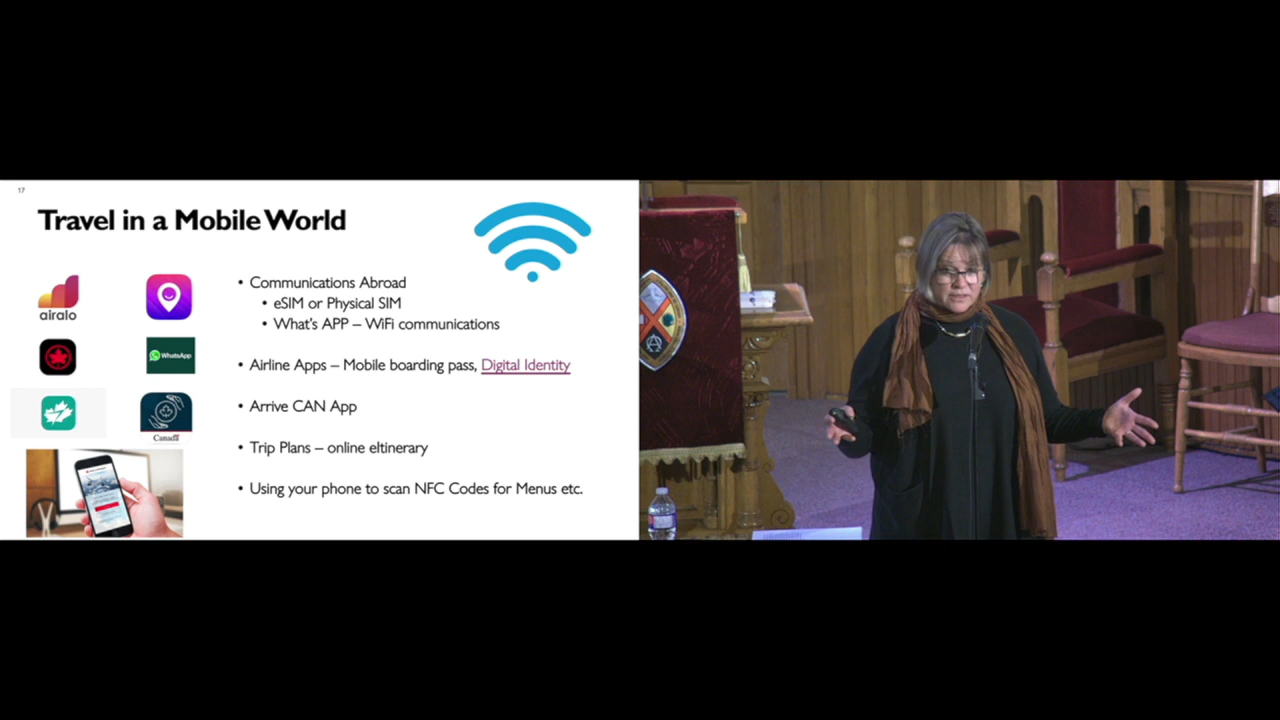 17
Travel in a Mobile World
airalo
WhatsApp
Canada
• Communications Abroad
• eSIM or Physical SIM
• What's APP – WiFi communications
• Airline Apps – Mobile boarding pass, Digital Identity
• Arrive CAN App
• Trip Plans – online eItinerary
• Using your phone to scan NFC Codes for Menus etc.